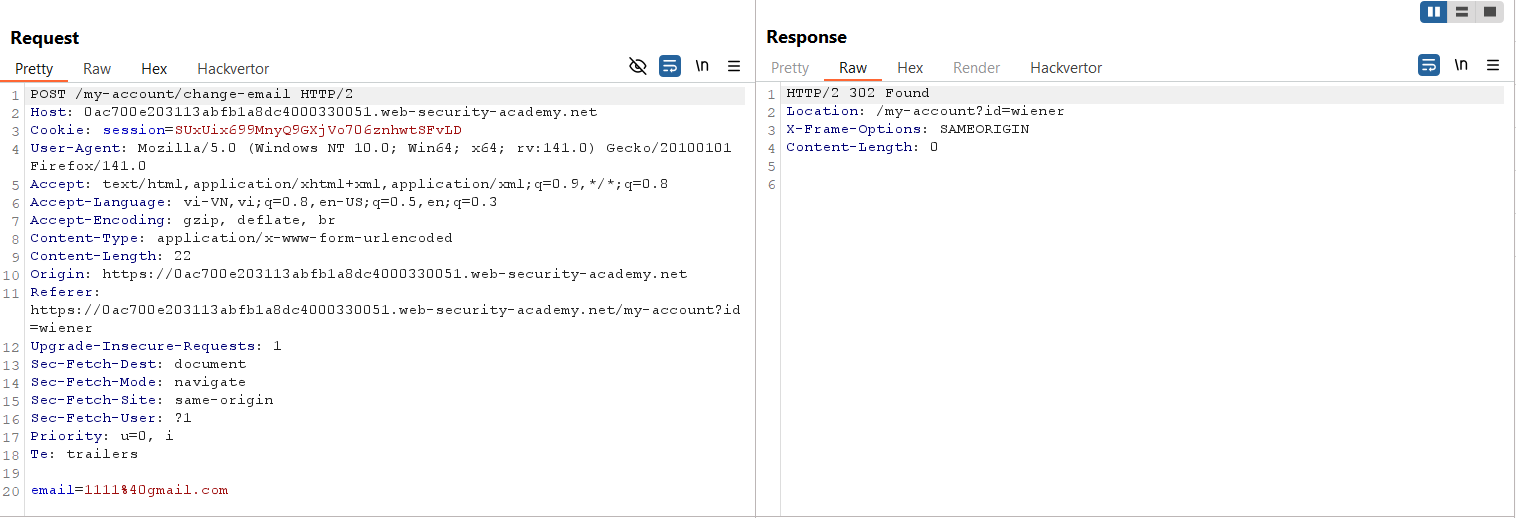 Request
Pretty Raw Hex Hackvertor
\n
1 POST /my-account/change-email HTTP/2
2 Host: 0ac700e203113abfb1a8dc4000330051.web-security-academy.net
3 Cookie: session=SUxUix699MnyQ9GXjVo7O6znhwtSFvLD
4 User-Agent: Mozilla/5.0 (Windows NT 10.0; Win64; x64; rv:141.0) Gecko/20100101
Firefox/141.0
5 Accept: text/html,application/xhtml+xml,application/xml;q=0.9,*/*;q=0.8
6 Accept-Language: vi-VN,vi;q=0.8,en-US;q=0.5,en;q=0.3
7 Accept-Encoding: gzip, deflate, br
8 Content-Type: application/x-www-form-urlencoded
9 Content-Length: 22
10 Origin: https://0ac700e203113abfb1a8dc4000330051.web-security-academy.net
11 Referer:
https://0ac700e203113abfb1a8dc4000330051.web-security-academy.net/my-account?id
=wiener
12 Upgrade-Insecure-Requests: 1
13 Sec-Fetch-Dest: document
14 Sec-Fetch-Mode: navigate
15 Sec-Fetch-Site: same-origin
16 Sec-Fetch-User: ?1
17 Priority: u=0, i
18 Te: trailers
19
20 email=1111%40gmail.com
Response
Pretty Raw Hex Render Hackvertor
\n
1 HTTP/2 302 Found
2 Location: /my-account?id=wiener
3 X-Frame-Options: SAMEORIGIN
4 Content-Length: 0
5
6